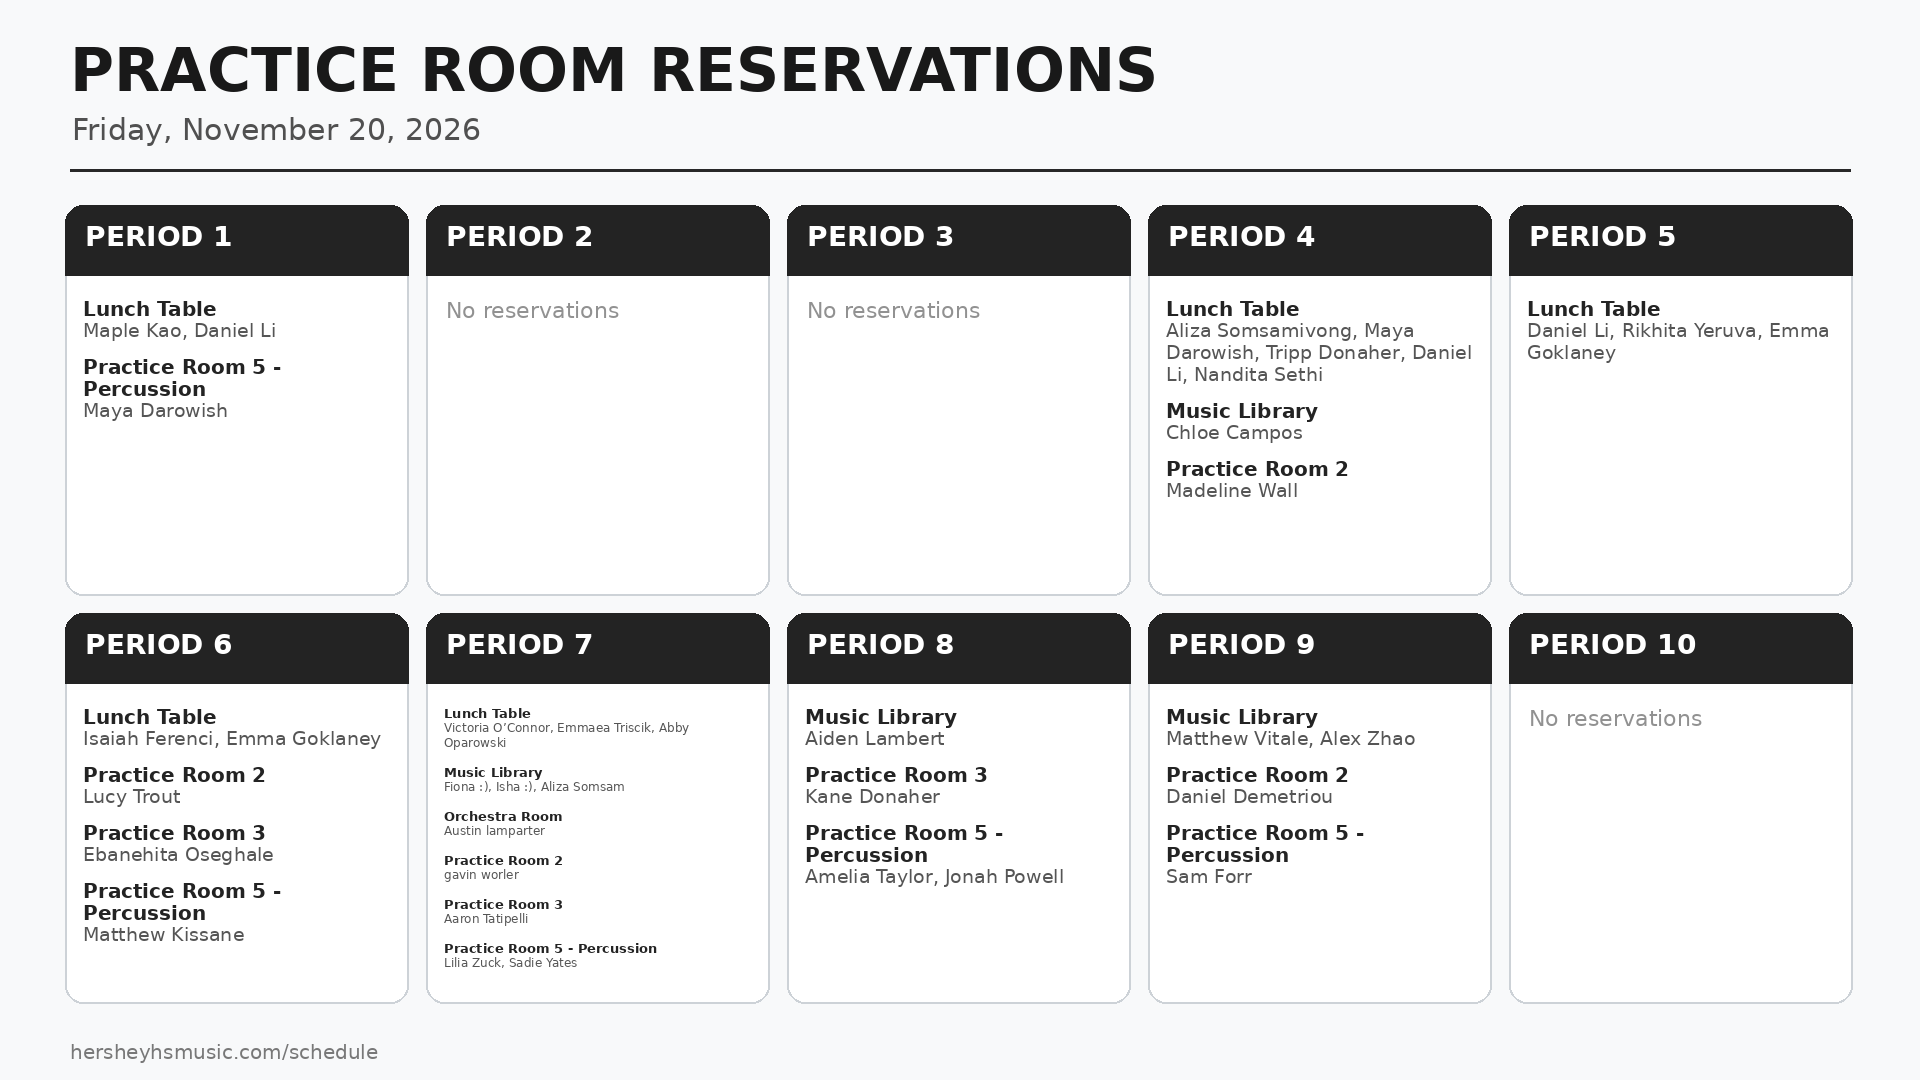 PRACTICE ROOM RESERVATIONS
Friday, November 20, 2026
PERIOD 1
Lunch Table
Maple Kao, Daniel Li
Practice Room 5 -
Percussion
Maya Darowish
PERIOD 2
No reservations
PERIOD 3
No reservations
PERIOD 4
Lunch Table
Aliza Somsamivong, Maya
Darowish, Tripp Donaher, Daniel
Li, Nandita Sethi
Music Library
Chloe Campos
Practice Room 2
Madeline Wall
PERIOD 5
Lunch Table
Daniel Li, Rikhita Yeruva, Emma
Goklaney
PERIOD 6
Lunch Table
Isaiah Ferenci, Emma Goklaney
Practice Room 2
Lucy Trout
Practice Room 3
Ebanehita Oseghale
Practice Room 5 -
Percussion
Matthew Kissane
PERIOD 7
Lunch Table
Victoria O’Connor, Emmaea Triscik, Abby
Oparowski
Music Library
Fiona :), Isha :), Aliza Somsam
Orchestra Room
Austin lamparter
Practice Room 2
gavin worler
Practice Room 3
Aaron Tatipelli
Practice Room 5 - Percussion
Lilia Zuck, Sadie Yates
PERIOD 8
Music Library
Aiden Lambert
Practice Room 3
Kane Donaher
Practice Room 5 -
Percussion
Amelia Taylor, Jonah Powell
PERIOD 9
Music Library
Matthew Vitale, Alex Zhao
Practice Room 2
Daniel Demetriou
Practice Room 5 -
Percussion
Sam Forr
PERIOD 10
No reservations
hersheyhsmusic.com/schedule